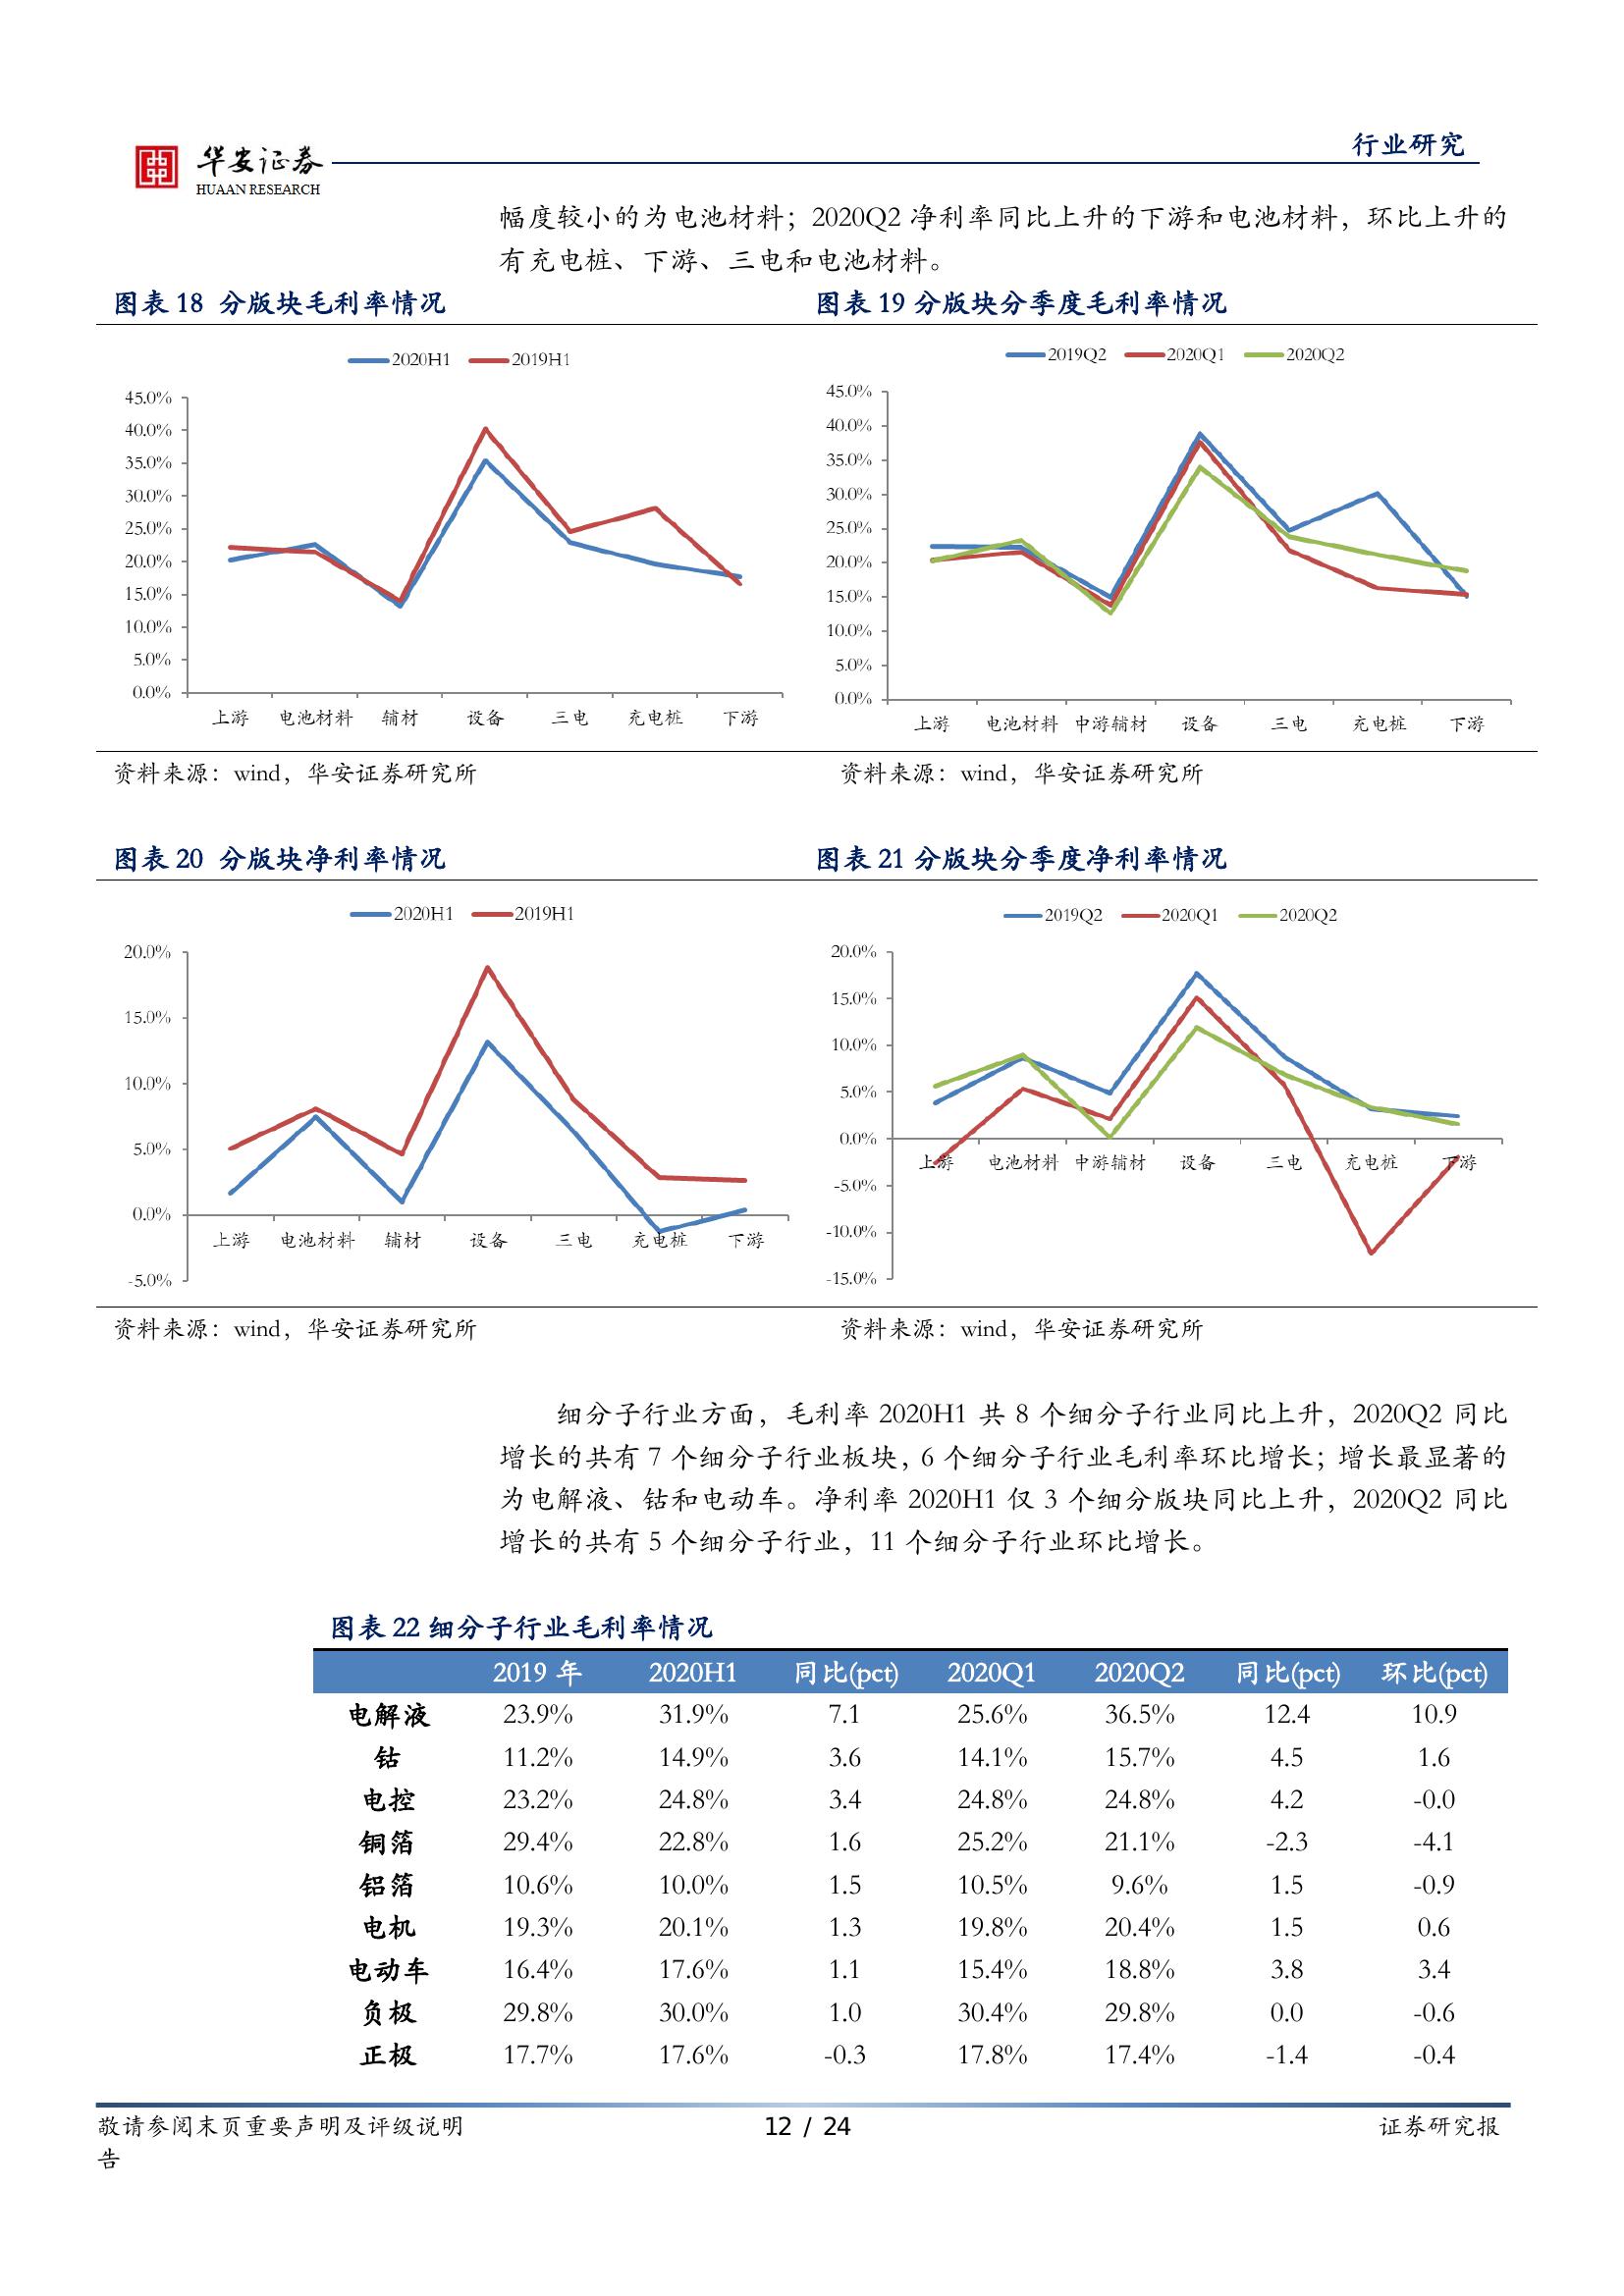 华安证券
HUAAN RESEARCH
行业研究
幅度较小的为电池材料；2020Q2 净利率同比上升的下游和电池材料，环比上升的
有充电桩、下游、三电和电池材料。
图表 18 分版块毛利率情况
图表 19 分版块分季度毛利率情况
2020H1 2019H1
45.0%
40.0%
35.0%
30.0%
25.0%
20.0%
15.0%
10.0%
5.0%
0.0%
上游 电池材料 辅材 设备 三电 充电桩 下游
2019Q2 2020Q1 2020Q2
45.0%
40.0%
35.0%
30.0%
25.0%
20.0%
15.0%
10.0%
5.0%
0.0%
上游 电池材料 中游辅材 设备 三电 充电桩 下游
资料来源：wind，华安证券研究所
资料来源：wind，华安证券研究所
图表 20 分版块净利率情况
图表 21 分版块分季度净利率情况
2020H1 2019H1
20.0%
15.0%
10.0%
5.0%
0.0%
-5.0%
上游 电池材料 辅材 设备 三电 充电桩 下游
2019Q2 2020Q1 2020Q2
20.0%
15.0%
10.0%
5.0%
0.0%
-5.0%
-10.0%
-15.0%
上游 电池材料 中游辅材 设备 三电 充电桩 下游
资料来源：wind，华安证券研究所
资料来源：wind，华安证券研究所
细分子行业方面，毛利率 2020H1 共 8 个细分子行业同比上升，2020Q2 同比
增长的共有 7 个细分子行业板块，6 个细分子行业毛利率环比增长；增长最显著的
为电解液、钴和电动车。净利率 2020H1 仅 3 个细分版块同比上升，2020Q2 同比
增长的共有 5 个细分子行业，11 个细分子行业环比增长。
图表 22 细分子行业毛利率情况
2019 年 2020H1 同比(pct) 2020Q1 2020Q2 同比(pct) 环比(pct)
电解液 23.9% 31.9% 7.1 25.6% 36.5% 12.4 10.9
钴 11.2% 14.9% 3.6 14.1% 15.7% 4.5 1.6
电控 23.2% 24.8% 3.4 24.8% 24.8% 4.2 -0.0
铜箔 29.4% 22.8% 1.6 25.2% 21.1% -2.3 -4.1
铝箔 10.6% 10.0% 1.5 10.5% 9.6% 1.5 -0.9
电机 19.3% 20.1% 1.3 19.8% 20.4% 1.5 0.6
电动车 16.4% 17.6% 1.1 15.4% 18.8% 3.8 3.4
负极 29.8% 30.0% 1.0 30.4% 29.8% 0.0 -0.6
正极 17.7% 17.6% -0.3 17.8% 17.4% -1.4 -0.4
敬请参阅末页重要声明及评级说明 12 / 24 证券研究报
告